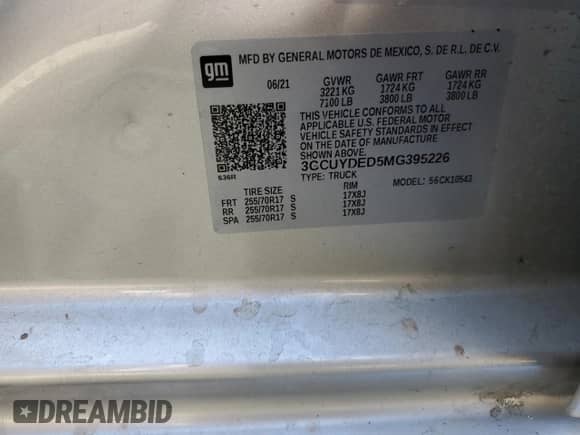 gm
MFD BY GENERAL MOTORS DE MEXICO, S. DE R.L. DE C.V.
06/21 GVWR GAWR FRT GAWR RR
3221 KG 1724 KG 1724 KG
7100 LB 3800 LB 3800 LB
THIS VEHICLE CONFORMS TO ALL
APPLICABLE U.S. FEDERAL MOTOR
VEHICLE SAFETY STANDARDS IN EFFECT
ON THE DATE OF MANUFACTURE
SHOWN ABOVE.
3CCUYDED5MG395226
S36R TYPE: TRUCK MODEL: 56CK10543
TIRE SIZE RIM
FRT 255/70R17 S 17X8J
RR 255/70R17 S 17X8J
SPA 255/70R17 S 17X8J
DREAMBID